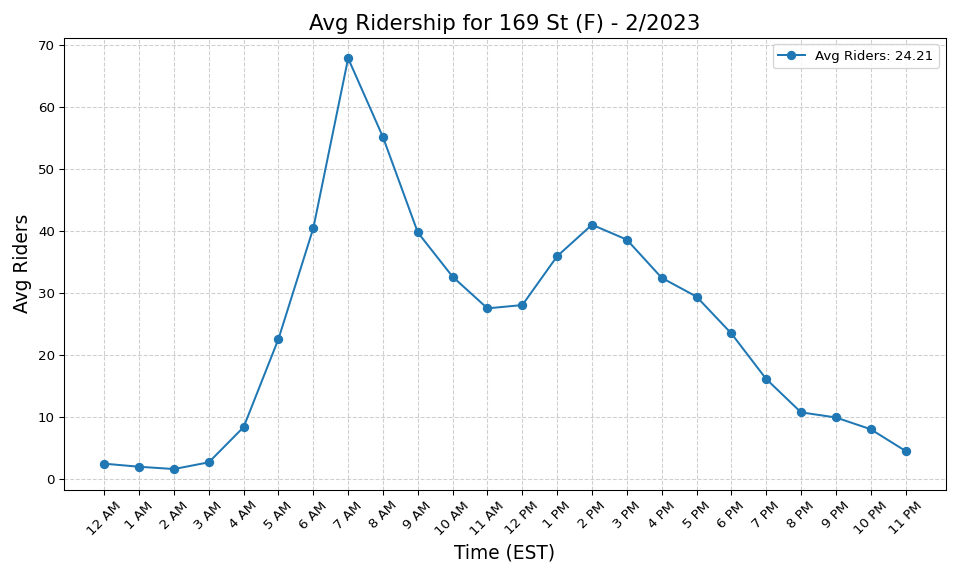 Avg Ridership for 169 St (F) - 2/2023
Avg Riders: 24.21
Avg Riders
70
60
50
40
30
20
10
0
12 AM
1 AM
2 AM
3 AM
4 AM
5 AM
6 AM
7 AM
8 AM
9 AM
10 AM
11 AM
12 PM
1 PM
2 PM
3 PM
4 PM
5 PM
6 PM
7 PM
8 PM
9 PM
10 PM
11 PM
Time (EST)